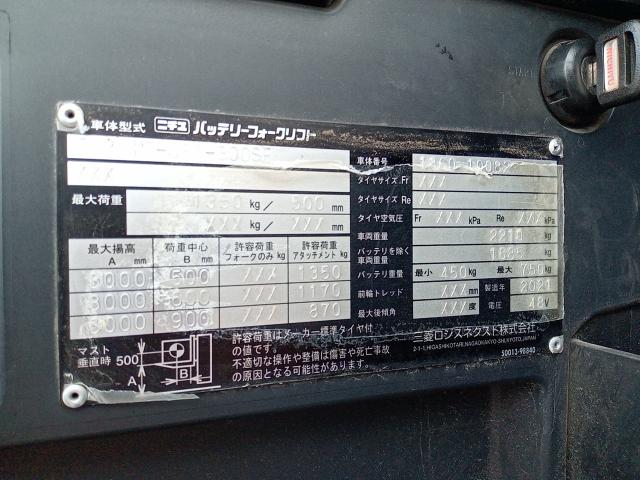 START
NICHIYU
車体型式 ニチユ バッテリーフォークリフト
最大荷重 1350 kg/ 500 mm
××× kg/ ××× mm
最大揚高 A mm 荷重中心 B mm 許容荷重 フォークのみ kg 許容荷重 アタッチメント kg
3000 500 ××× 1350
3000 600 ××× 1170
3000 900 ××× 870
マスト垂直時 500
A
B
許容荷重はメーカー標準タイヤ付
の値です。
不適切な操作や整備は傷害や死亡事故
の原因となる可能性があります。
車体番号
タイヤサイズ Fr ×××
タイヤサイズ Re ×××
タイヤ空気圧 Fr ××× kPa Re ××× kPa
車両重量 2210 kg
バッテリを除く車両重量 kg
バッテリ重量 最小 450 kg 最大 750 kg
前輪トレッド ××× mm 製造年 2021
最大後傾角 ××× 度 電圧 48V
三菱ロジスネクスト株式会社
2-1-1,HIGASHIKOTARI,NAGAOKAKYO-SHI,KYOTO,JAPAN
50013-98840